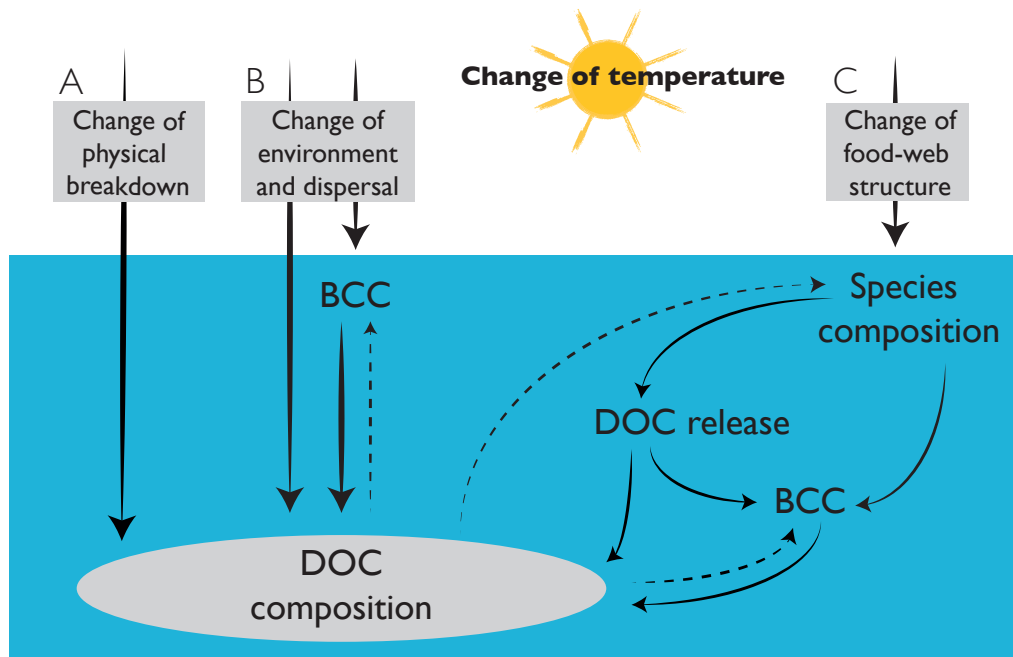 A
Change of
physical
breakdown
B
Change of
environment
and dispersal
Change of temperature
C
Change of
food-web
structure
BCC
Species
composition
DOC release
BCC
DOC
composition